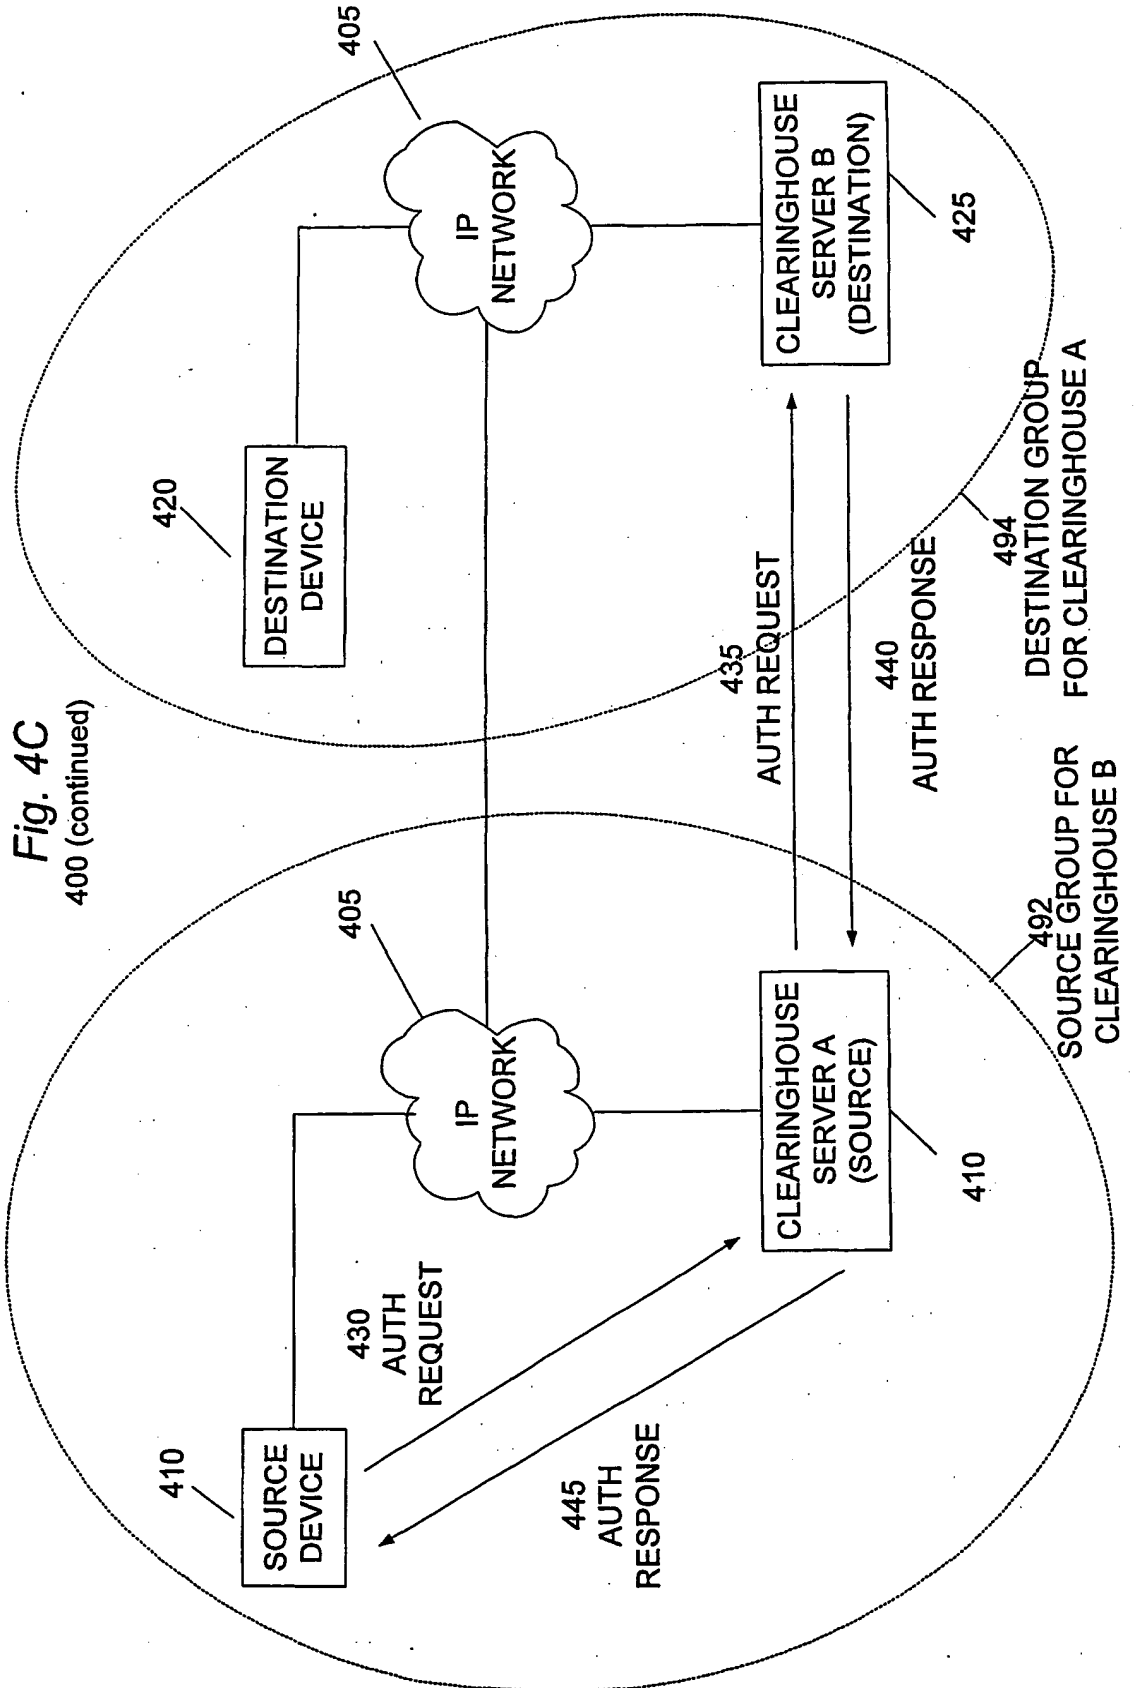 Fig. 4C
400 (continued)
410
SOURCE
DEVICE
405
IP
NETWORK
430
AUTH
REQUEST
445
AUTH
RESPONSE
CLEARINGHOUSE
SERVER A
(SOURCE)
410
492
SOURCE GROUP FOR
CLEARINGHOUSE B
420
DESTINATION
DEVICE
405
IP
NETWORK
435
AUTH REQUEST
440
AUTH RESPONSE
CLEARINGHOUSE
SERVER B
(DESTINATION)
425
494
DESTINATION GROUP
FOR CLEARINGHOUSE A